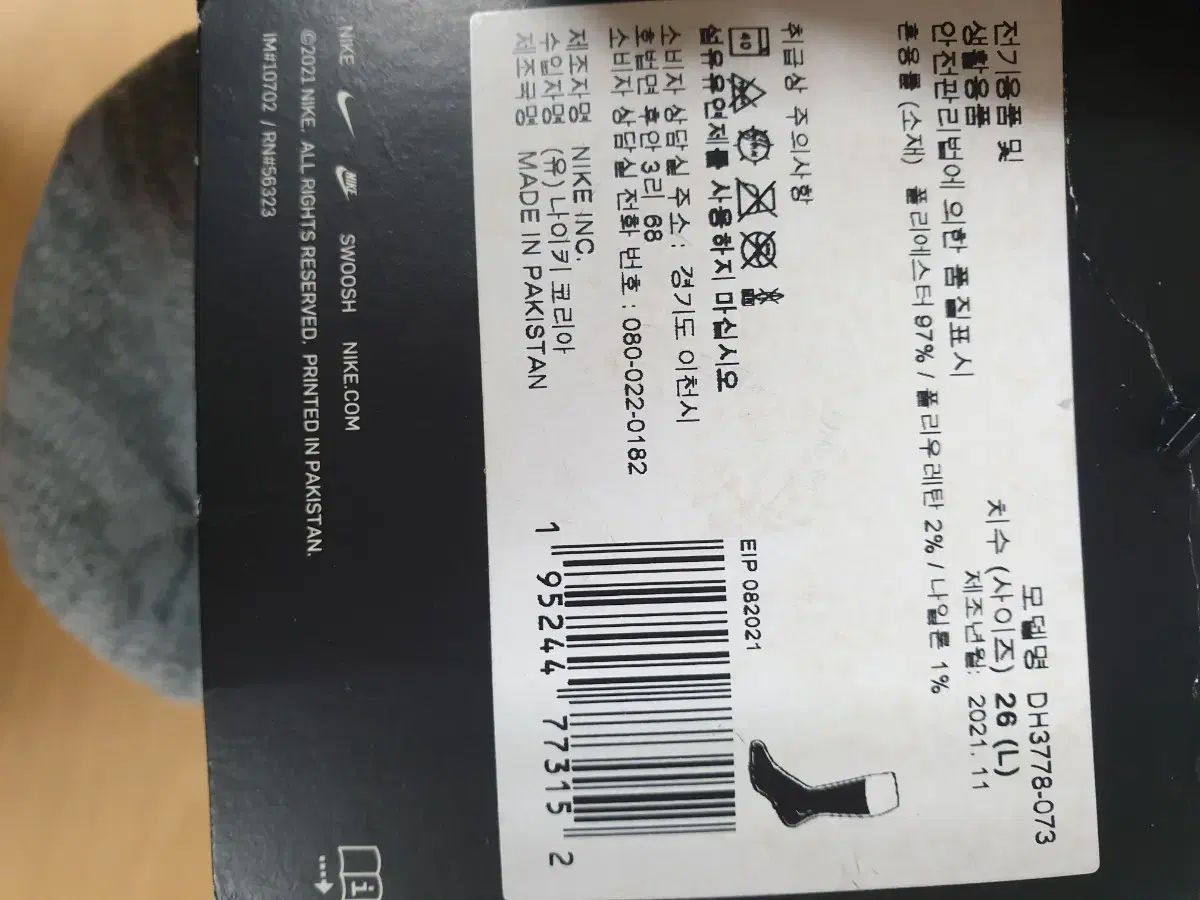 전기용품 및
생활용품
안전관리법에 의한 품질표시
모델명 DH3778-073
치수 (사이즈) 26 (L)
제조년월: 2021. 11
혼용률 (소재) 폴리에스터 97% / 폴리우레탄 2% / 나일론 1%
취급상 주의사항
40
섬유유연제를 사용하지 마십시오
소비자 상담실 주소: 경기도 이천시
호법면 후안 3리 68
소비자 상담실 전화 번호 : 080-022-0182
제조자명 NIKE INC.
수입자명 (유) 나이키 코리아
제조국명 MADE IN PAKISTAN
EIP 082021
1 95244 77315 2
NIKE NIKE SWOOSH NIKE.COM
©2021 NIKE. ALL RIGHTS RESERVED. PRINTED IN PAKISTAN.
IM#10702 / RN#56323
i